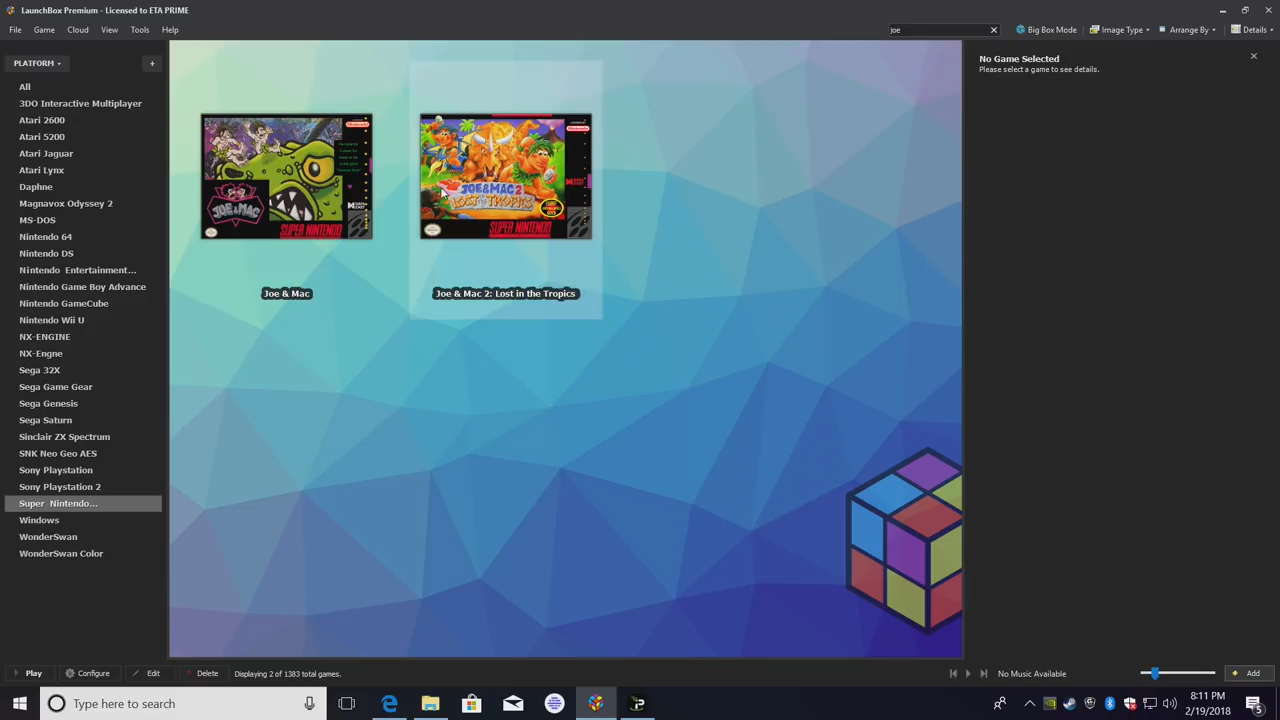 LaunchBox Premium - Licensed to ETA PRIME
File Game Cloud View Tools Help
joe
Big Box Mode Image Type Arrange By Details
PLATFORM
+
All
3DO Interactive Multiplayer
Atari 2600
Atari 5200
Atari Jaguar
Atari Lynx
Daphne
Magnavox Odyssey 2
MS-DOS
Nintendo 64
Nintendo DS
Nintendo Entertainment...
Nintendo Game Boy Advance
Nintendo GameCube
Nintendo Wii U
NX-ENGINE
NX-Engne
Sega 32X
Sega Game Gear
Sega Genesis
Sega Saturn
Sinclair ZX Spectrum
SNK Neo Geo AES
Sony Playstation
Sony Playstation 2
Super Nintendo...
Windows
WonderSwan
WonderSwan Color
Nintendo
JOE & MAC
SUPER NINTENDO
Joe & Mac
Nintendo
JOE & MAC 2
LOST IN THE TROPICS
SUPER NINTENDO
Joe & Mac 2: Lost in the Tropics
No Game Selected
Please select a game to see details.
Play Configure Edit Delete Displaying 2 of 1383 total games.
No Music Available
Add
Type here to search
8:11 PM
2/19/2018
5